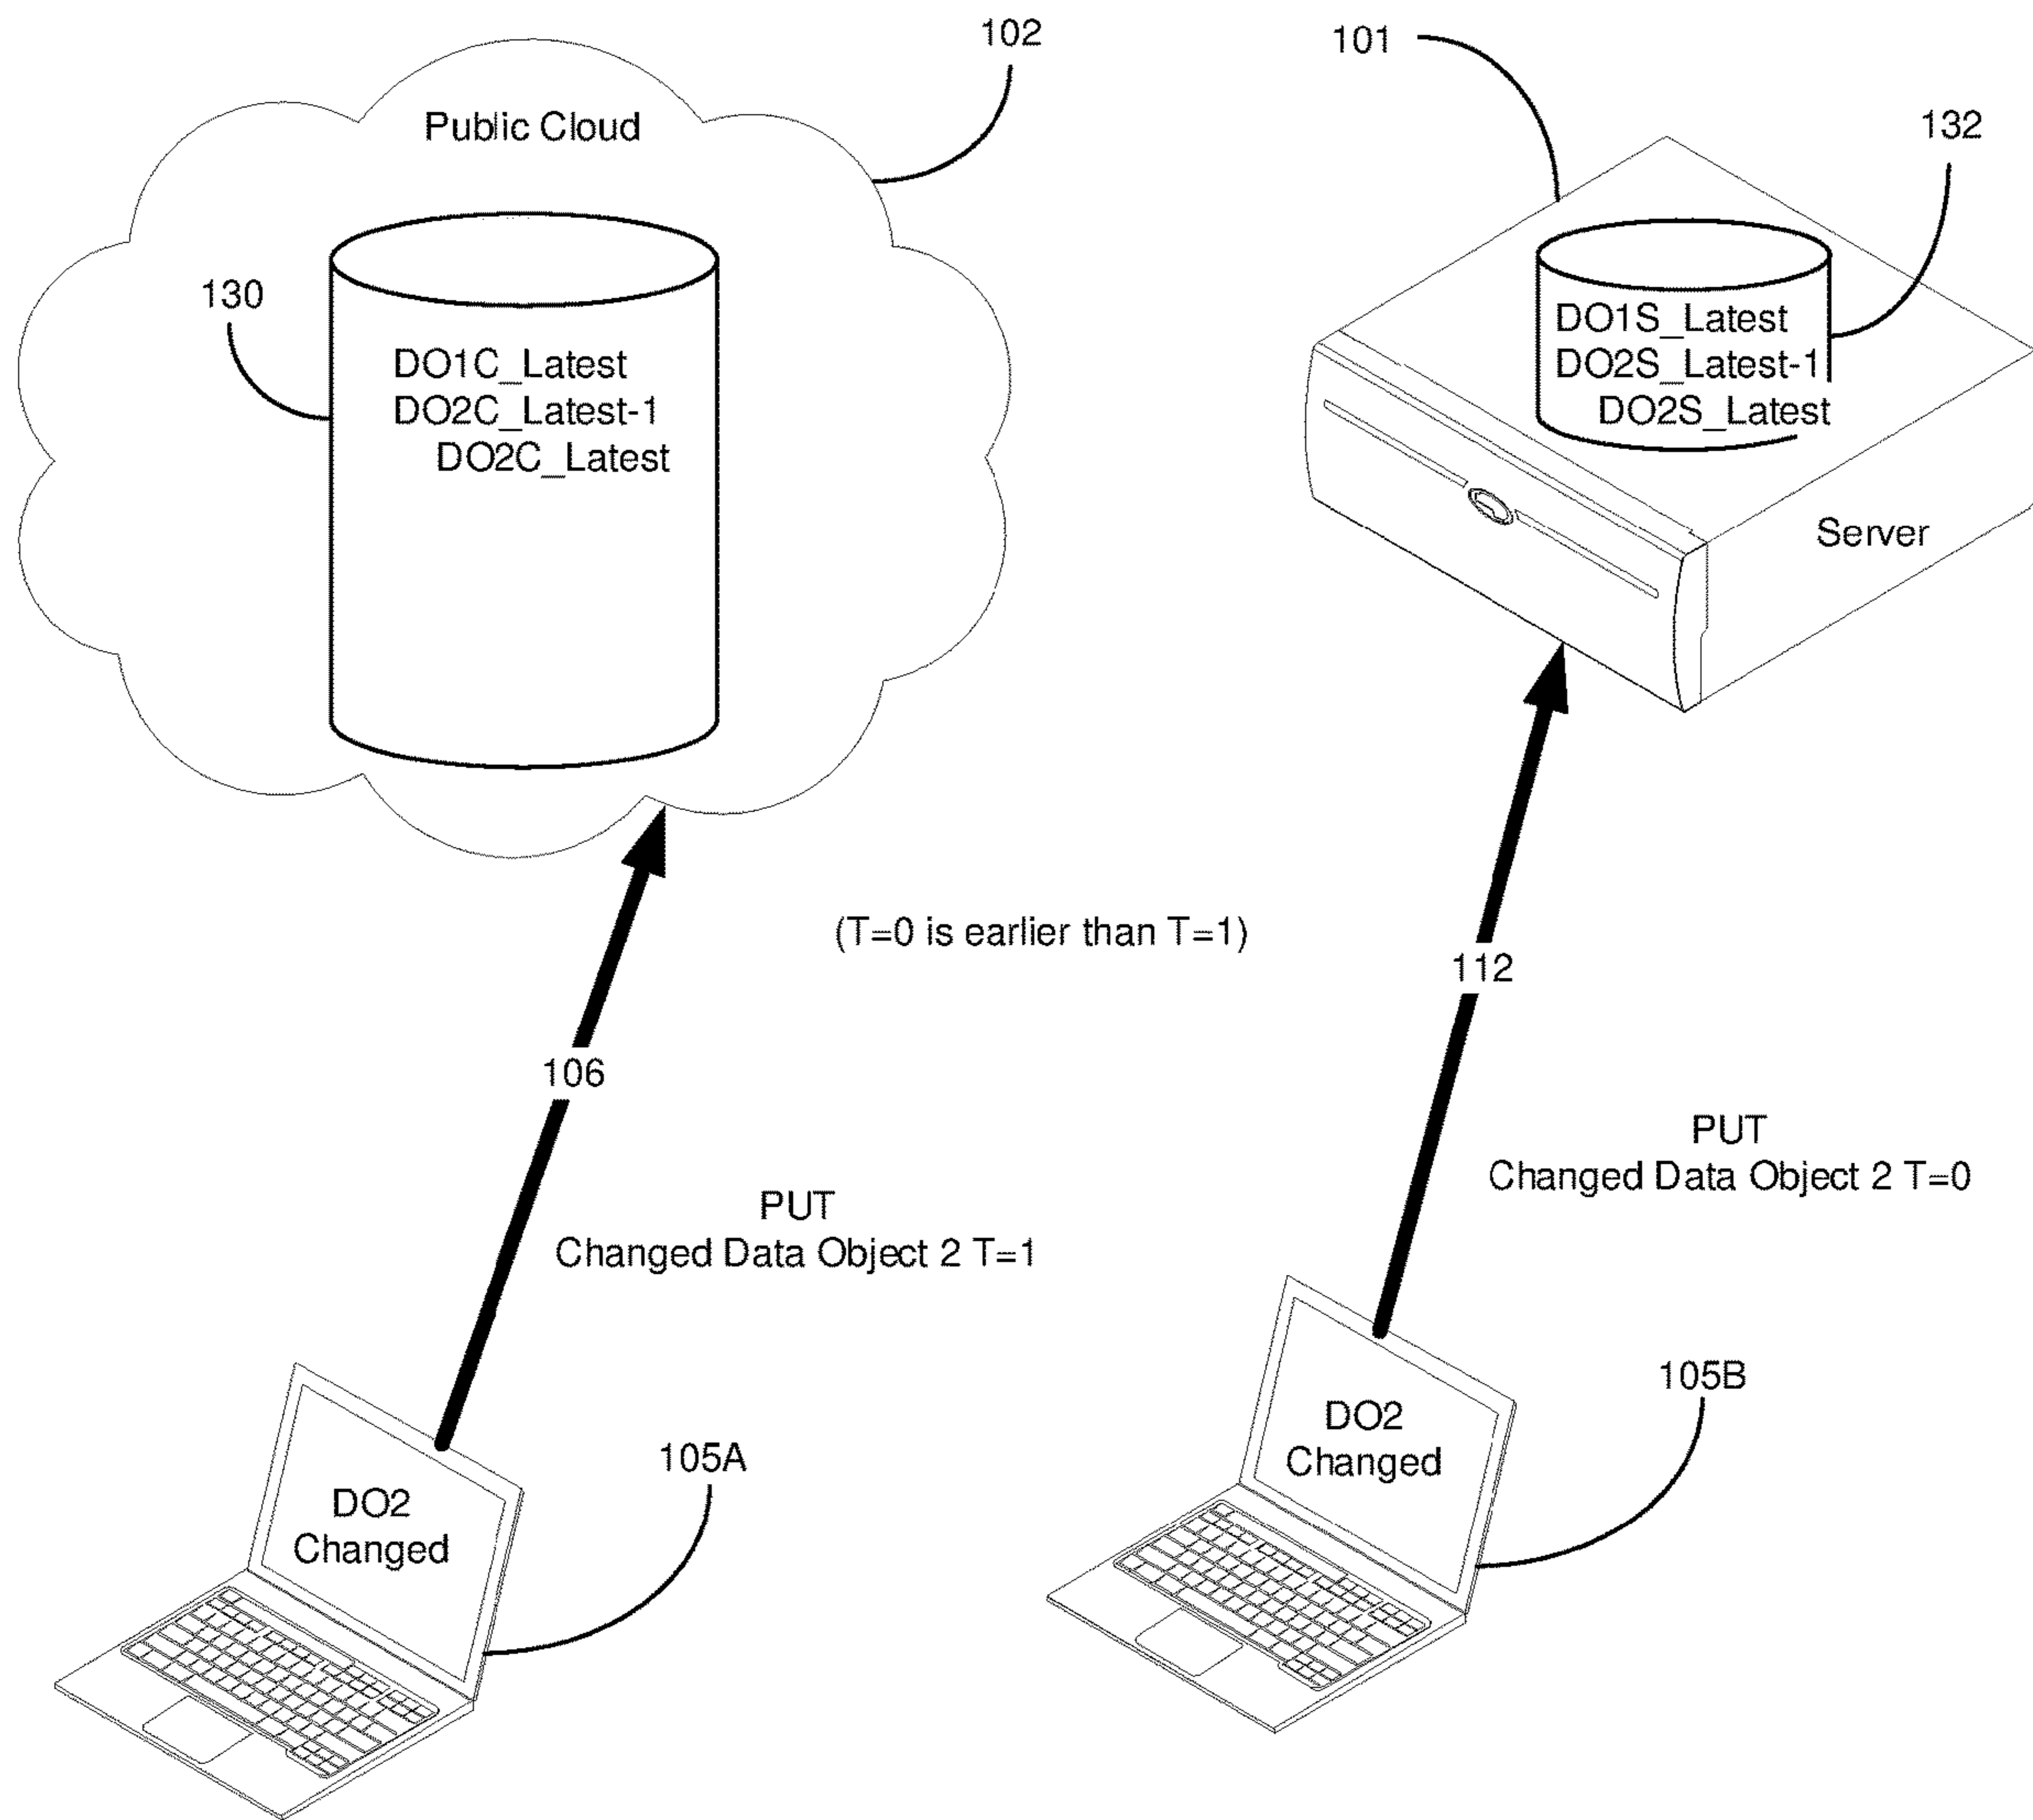 102
101
Public Cloud
132
130
DO1S_Latest
DO1C_Latest
DO2S_Latest-1
DO2C_Latest-1
DO2S_Latest
DO2C_Latest
Server
(T=0 is earlier than T=1)
112
106
PUT
Changed Data Object 2 T=0
PUT
Changed Data Object 2 T=1
105B
DO2
Changed
105A
DO2
Changed